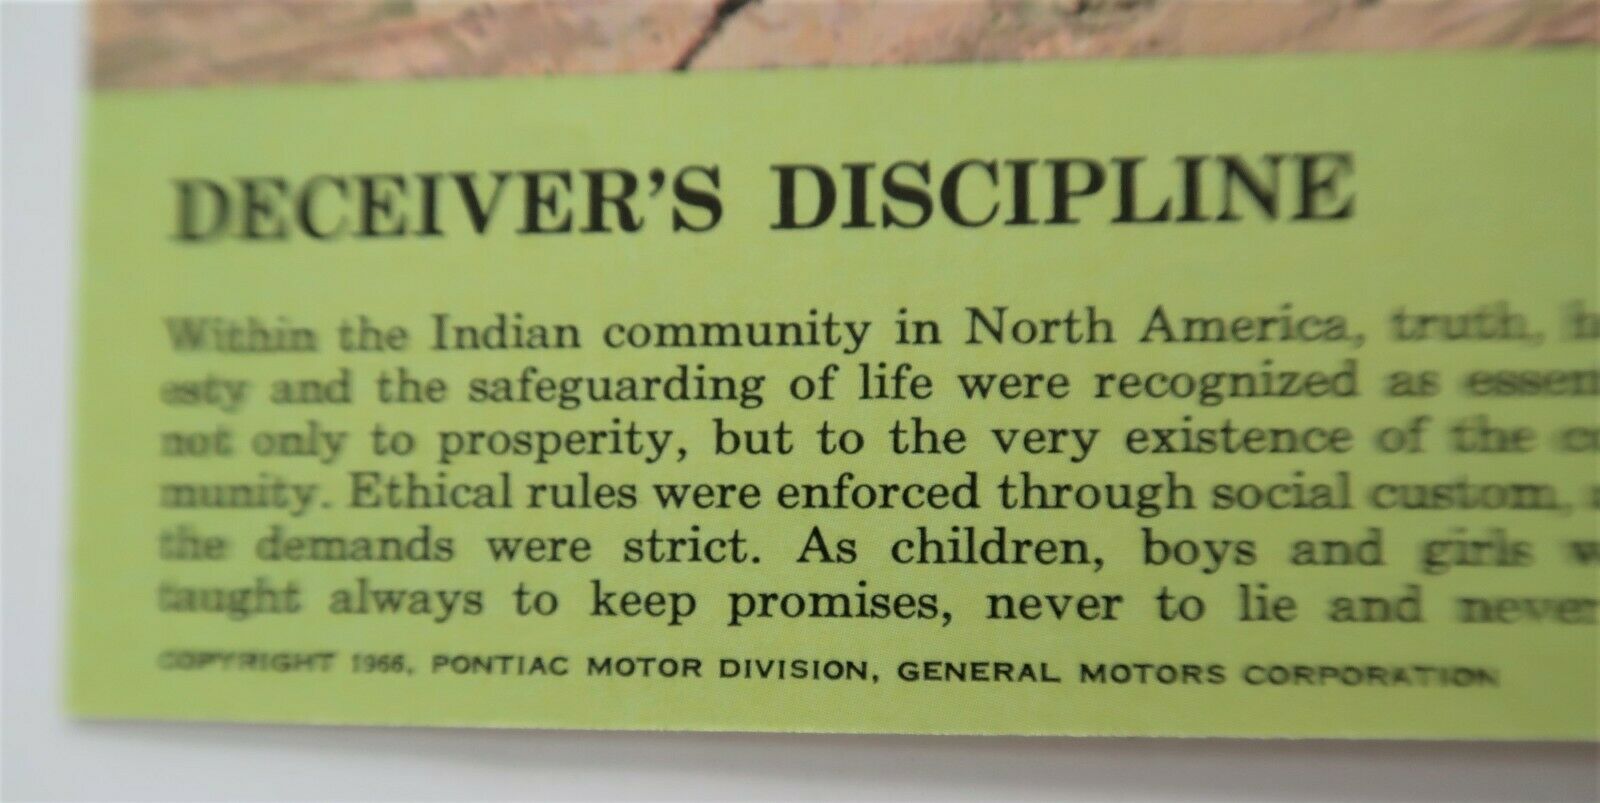 DECEIVER'S DISCIPLINE
Within the Indian community in North America, truth,
esty and the safeguarding of life were recognized as essen
not only to prosperity, but to the very existence of the
munity. Ethical rules were enforced through social custom,
the demands were strict. As children, boys and girls
taught always to keep promises, never to lie and never
COPYRIGHT 1966, PONTIAC MOTOR DIVISION, GENERAL MOTORS CORPORATION